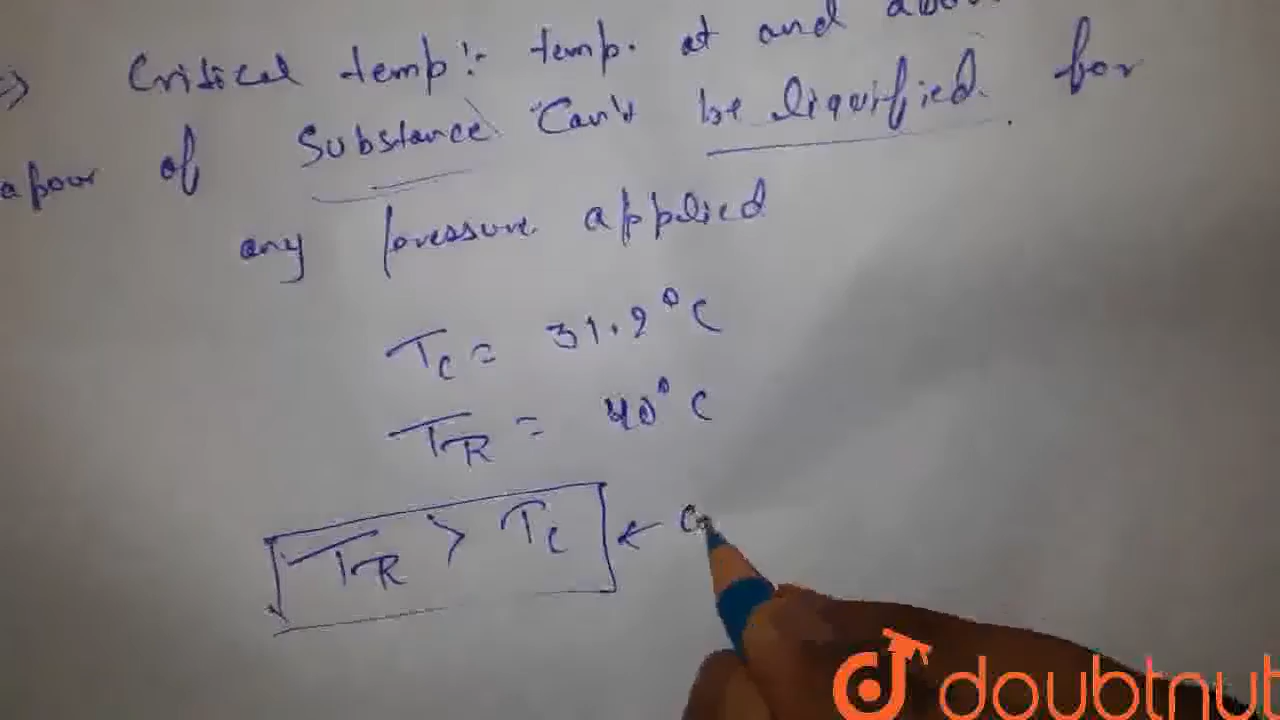 ⇒ Critical temp:- temp. at and abov
apour of Substance Can't be liquified. for
any pressure applied
Tc = 31.2°C
TR = 40°C
TR > Tc ←
doubtnut